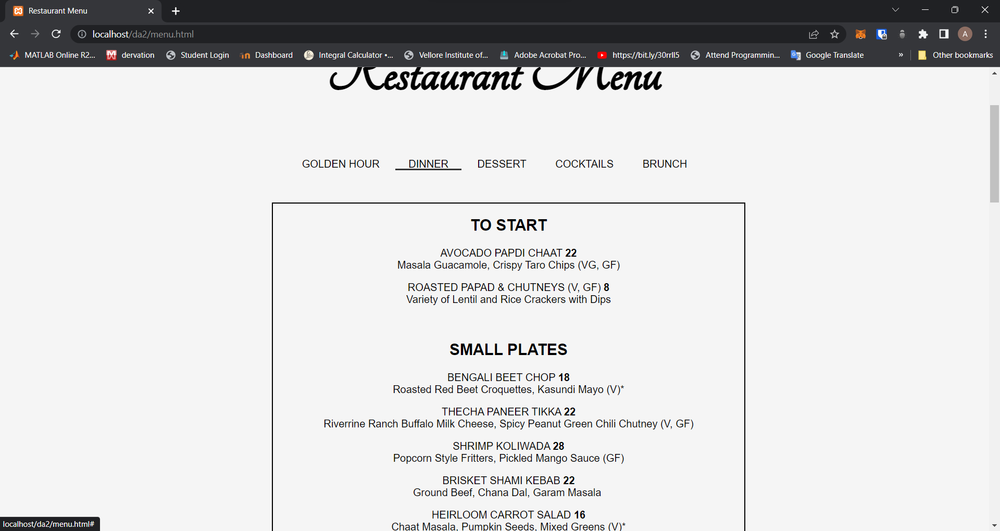 Restaurant Menu
localhost/da2/menu.html
MATLAB Online R2... dervation Student Login Dashboard Integral Calculator •... Vellore Institute of... Adobe Acrobat Pro... https://bit.ly/30rrII5 Attend Programmin... Google Translate » Other bookmarks
A
Restaurant Menu
GOLDEN HOUR DINNER DESSERT COCKTAILS BRUNCH
TO START
AVOCADO PAPDI CHAAT 22
Masala Guacamole, Crispy Taro Chips (VG, GF)
ROASTED PAPAD & CHUTNEYS (V, GF) 8
Variety of Lentil and Rice Crackers with Dips
SMALL PLATES
BENGALI BEET CHOP 18
Roasted Red Beet Croquettes, Kasundi Mayo (V)*
THECHA PANEER TIKKA 22
Riverrine Ranch Buffalo Milk Cheese, Spicy Peanut Green Chili Chutney (V, GF)
SHRIMP KOLIWADA 28
Popcorn Style Fritters, Pickled Mango Sauce (GF)
BRISKET SHAMI KEBAB 22
Ground Beef, Chana Dal, Garam Masala
HEIRLOOM CARROT SALAD 16
Chaat Masala, Pumpkin Seeds, Mixed Greens (V)*
localhost/da2/menu.html#